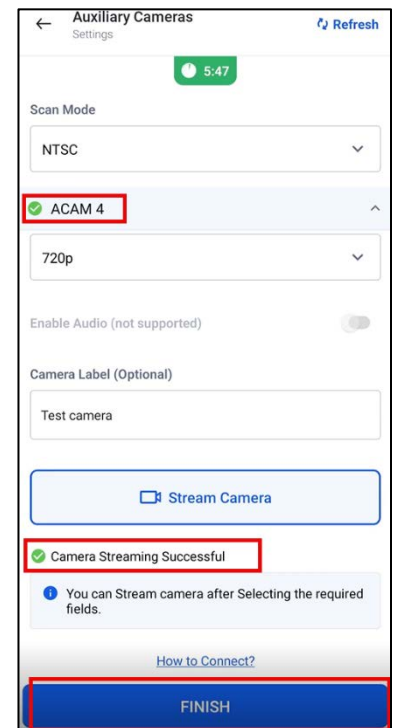 Auxiliary Cameras
Settings
Refresh
5:47
Scan Mode
NTSC
ACAM 4
720p
Enable Audio (not supported)
Camera Label (Optional)
Test camera
Stream Camera
Camera Streaming Successful
You can Stream camera after Selecting the required
fields.
How to Connect?
FINISH